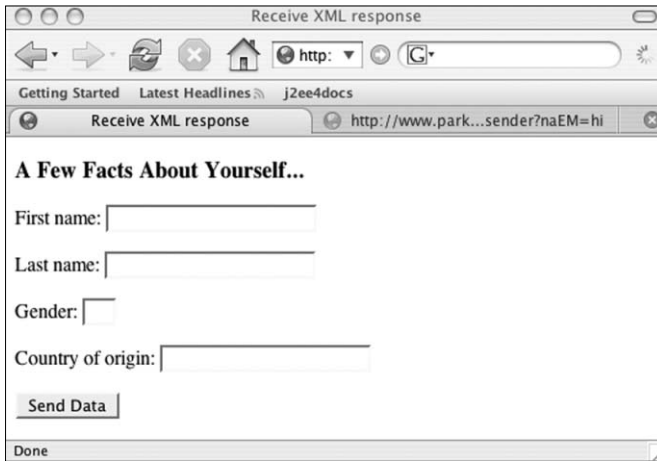 Receive XML response
http: G
Getting Started Latest Headlines j2ee4docs
Receive XML response http://www.park...sender?naEM=hi
A Few Facts About Yourself...
First name:
Last name:
Gender:
Country of origin:
Send Data
Done